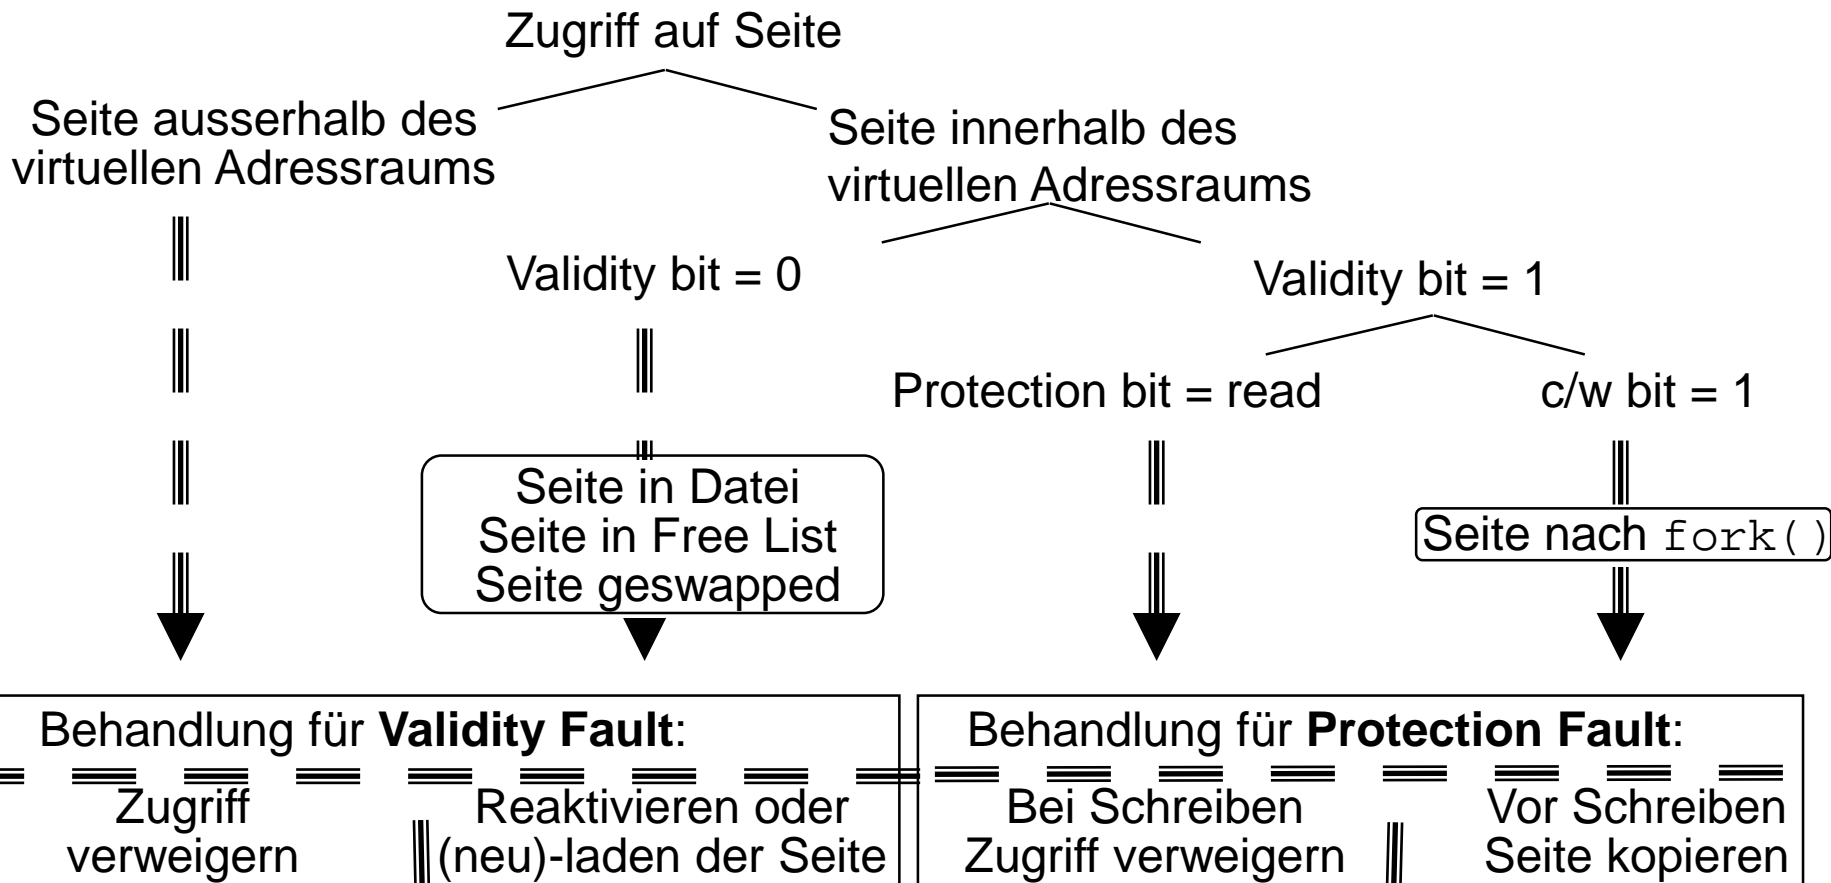 Zugriff auf Seite
Seite ausserhalb des
virtuellen Adressraums
Seite innerhalb des
virtuellen Adressraums
Validity bit = 0
Validity bit = 1
Protection bit = read
c/w bit = 1
Seite in Datei
Seite in Free List
Seite geswapped
Seite nach fork()
Behandlung für Validity Fault:
Zugriff
verweigern
Reaktivieren oder
(neu)-laden der Seite
Behandlung für Protection Fault:
Bei Schreiben
Zugriff verweigern
Vor Schreiben
Seite kopieren